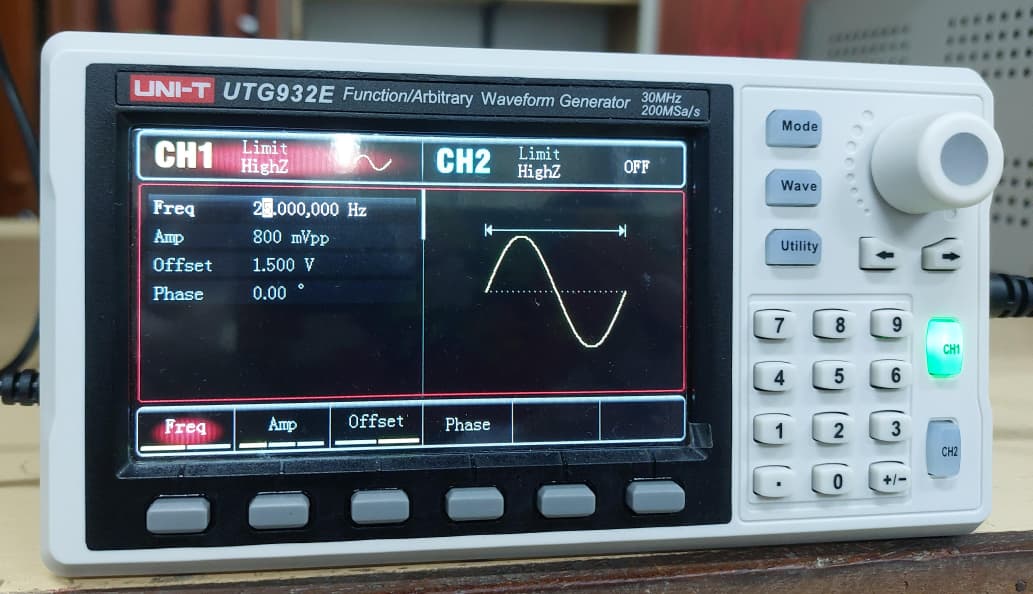 UNI-T UTG932E Function/Arbitrary Waveform Generator 30MHz
200MSa/s
CH1 Limit
HighZ
CH2 Limit
HighZ OFF
Freq
Amp 800 mVpp
Offset 1.500 V
Phase 0.00 °
Freq Amp Offset Phase
Mode
Wave
Utility
7 8 9
4 5 6
1 2 3
. 0 +/−
CH1
CH2